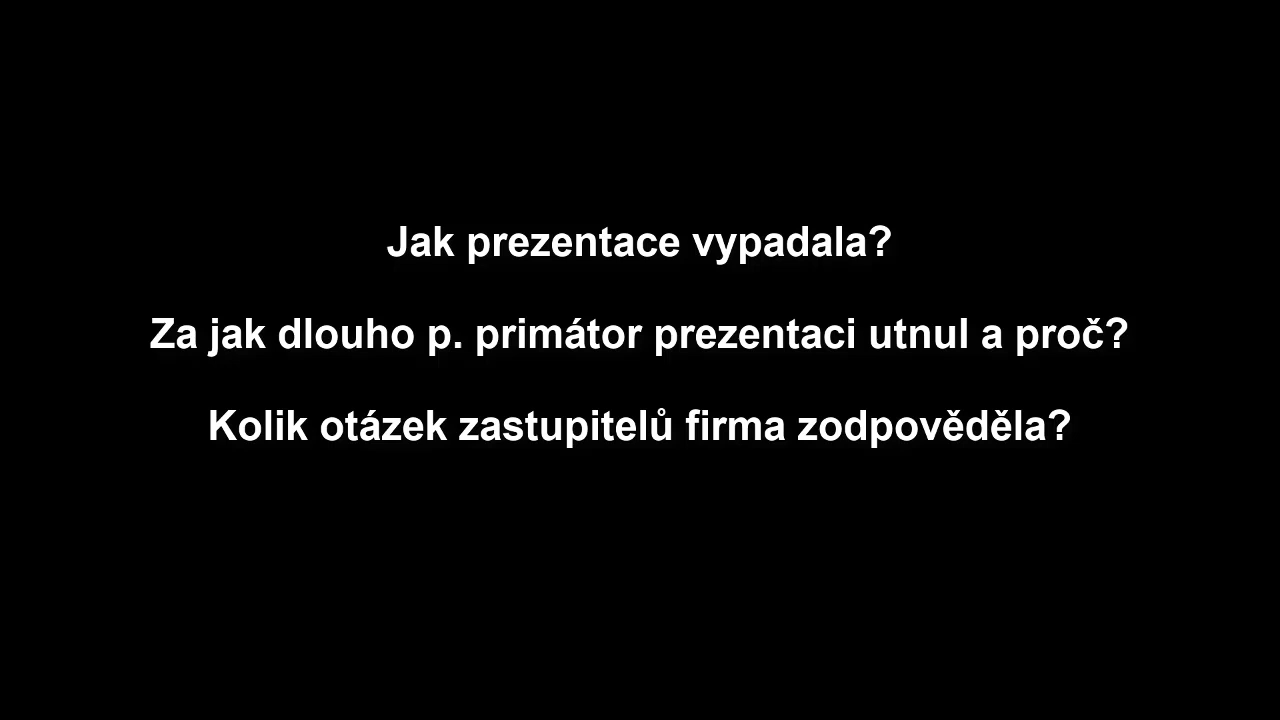 Jak prezentace vypadala?
Za jak dlouho p. primátor prezentaci utnul a proč?
Kolik otázek zastupitelů firma zodpověděla?